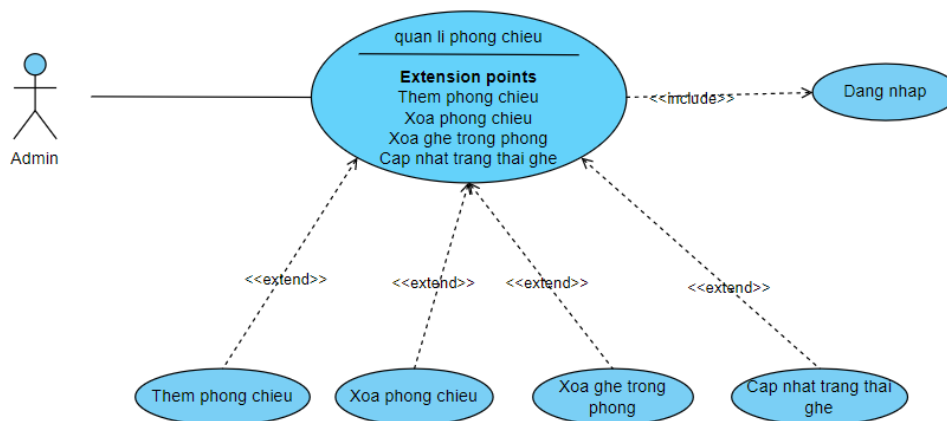 quan li phong chieu
Extension points
Them phong chieu
Xoa phong chieu
Xoa ghe trong phong
Cap nhat trang thai ghe
Admin
<<include>>
Dang nhap
<<extend>>
<<extend>>
<<extend>>
<<extend>>
Them phong chieu
Xoa phong chieu
Xoa ghe trong
phong
Cap nhat trang thai
ghe